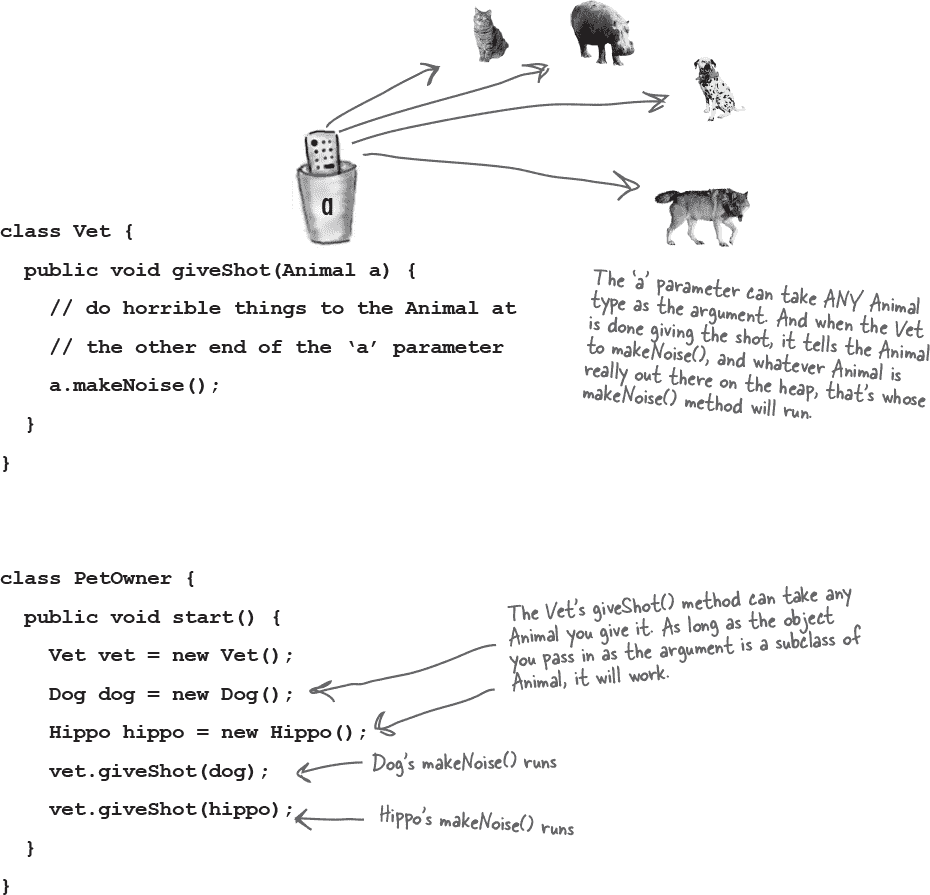 a
class Vet {
public void giveShot(Animal a) {
// do horrible things to the Animal at
// the other end of the ‘a’ parameter
a.makeNoise();
}
}
The ‘a’ parameter can take ANY Animal
type as the argument. And when the Vet
is done giving the shot, it tells the Animal
to makeNoise(), and whatever Animal is
really out there on the heap, that's whose
makeNoise() method will run.
class PetOwner {
public void start() {
Vet vet = new Vet();
Dog dog = new Dog();
Hippo hippo = new Hippo();
vet.giveShot(dog);
vet.giveShot(hippo);
}
}
The Vet's giveShot() method can take any
Animal you give it. As long as the object
you pass in as the argument is a subclass of
Animal, it will work.
Dog's makeNoise() runs
Hippo's makeNoise() runs